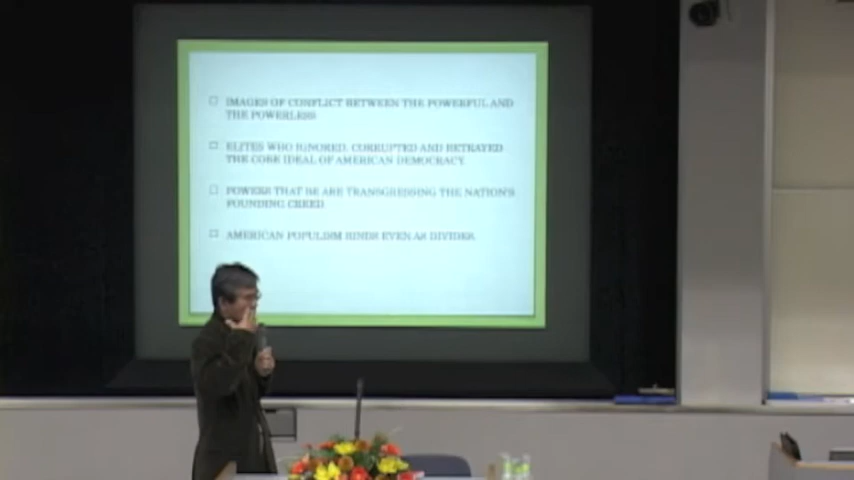 IMAGES OF CONFLICT BETWEEN THE POWERFUL AND
THE POWERLESS
ELITES WHO IGNORED, CORRUPTED AND BETRAYED
THE CORE IDEAL OF AMERICAN DEMOCRACY
POWERS THAT BE ARE TRANSGRESSING THE NATION'S
FOUNDING CREED
AMERICAN POPULISM BINDS EVEN AS DIVIDES